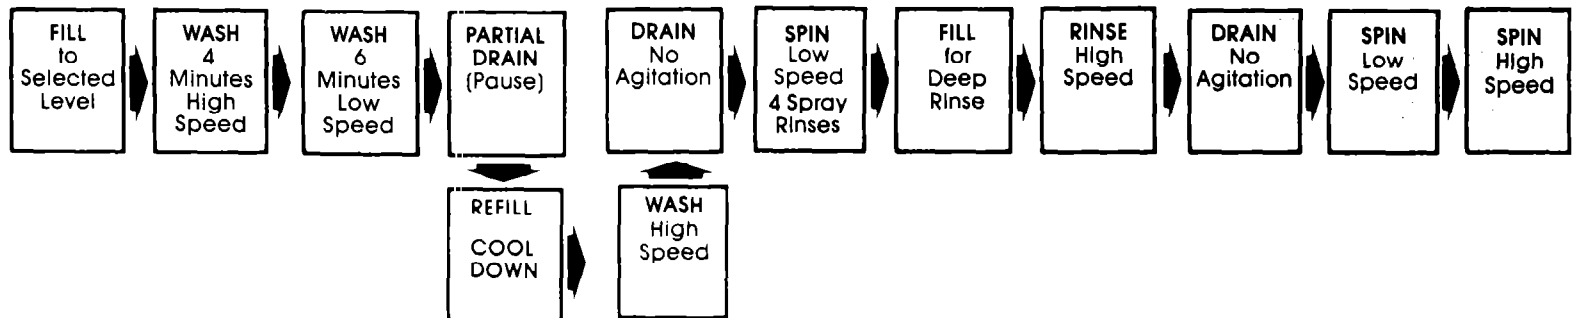 FILL
to
Selected
Level
WASH
4
Minutes
High
Speed
WASH
6
Minutes
Low
Speed
PARTIAL
DRAIN
(Pause)
REFILL
COOL
DOWN
WASH
High
Speed
DRAIN
No
Agitation
SPIN
Low
Speed
4 Spray
Rinses
FILL
for
Deep
Rinse
RINSE
High
Speed
DRAIN
No
Agitation
SPIN
Low
Speed
SPIN
High
Speed